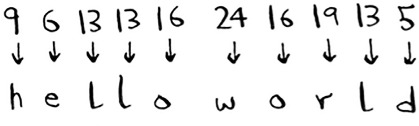 9 6 13 13 16 24 16 19 13 5
↓ ↓ ↓ ↓ ↓ ↓ ↓ ↓ ↓ ↓
h e l l o w o r l d